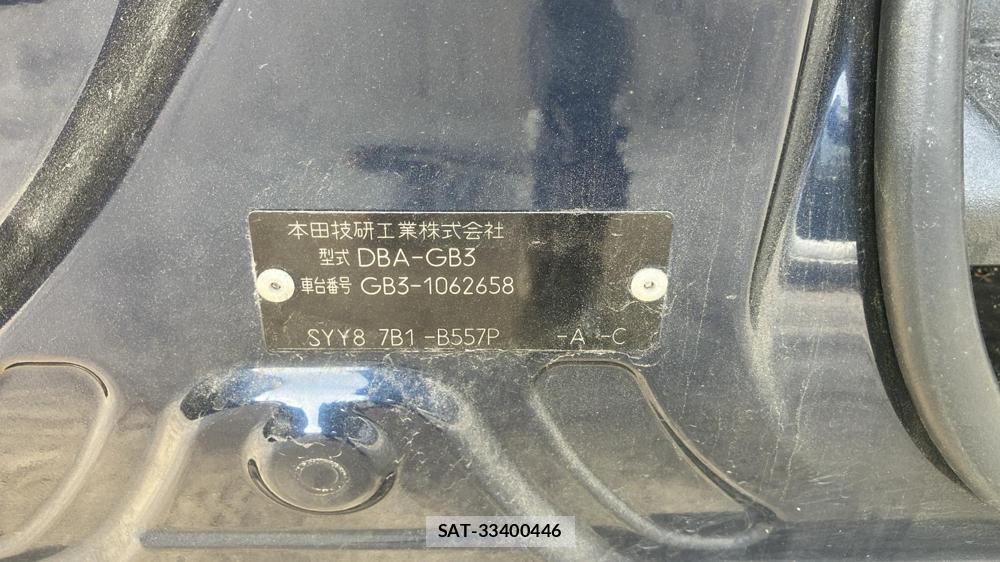 本田技研工業株式会社
型式 DBA-GB3
車台番号 GB3-1062658
SYY8 7B1 -B557P -A -C
SAT-33400446